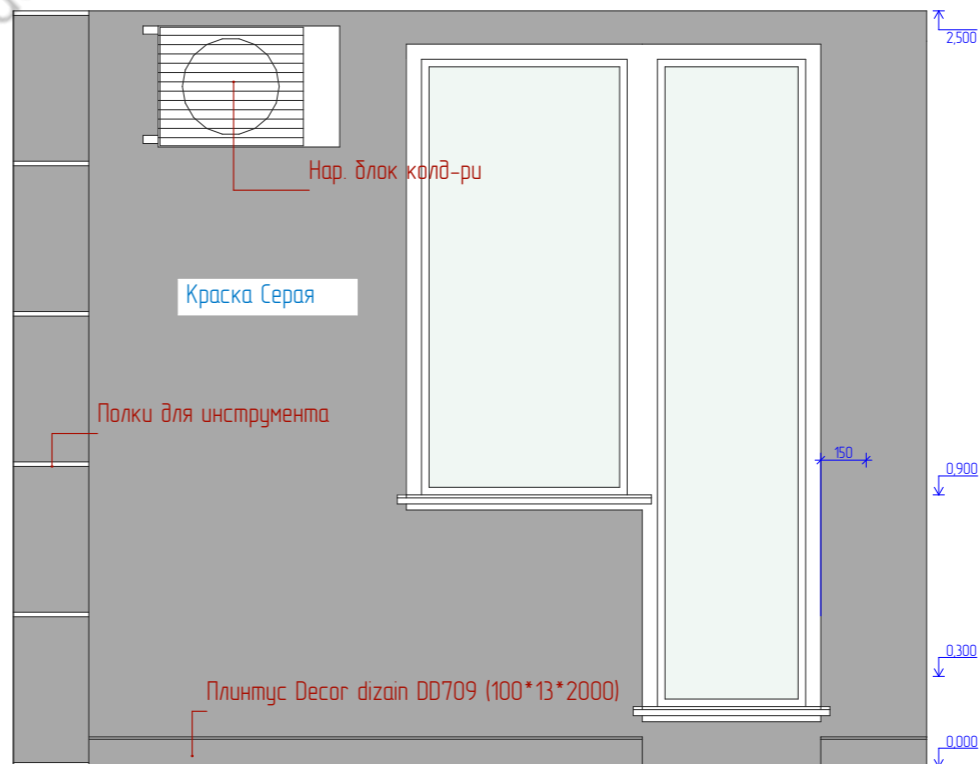 2,500
Нар. блок колд-ри
Краска Серая
Полки для инструмента
150
0,900
0,300
Плинтус Decor dizain DD709 (100*13*2000)
0,000